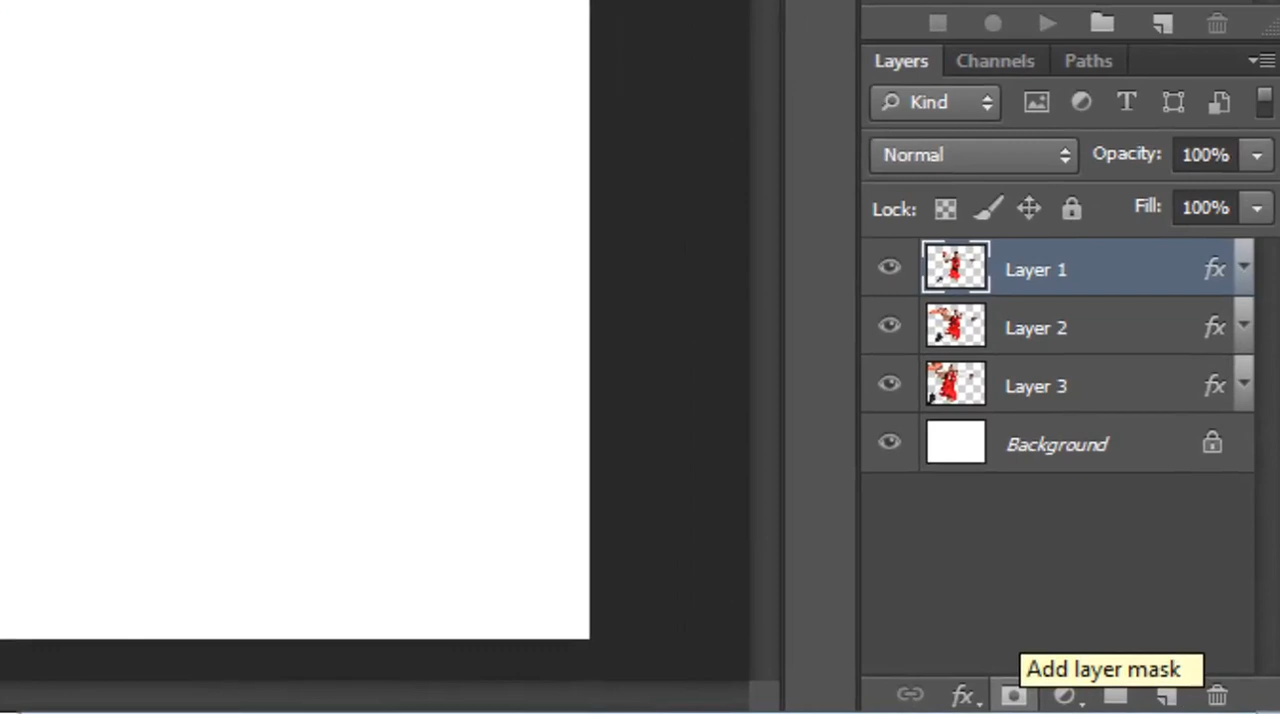 Layers Channels Paths
Kind T
Normal Opacity: 100%
Lock: Fill: 100%
Layer 1 fx
Layer 2 fx
Layer 3 fx
Background
Add layer mask
fx